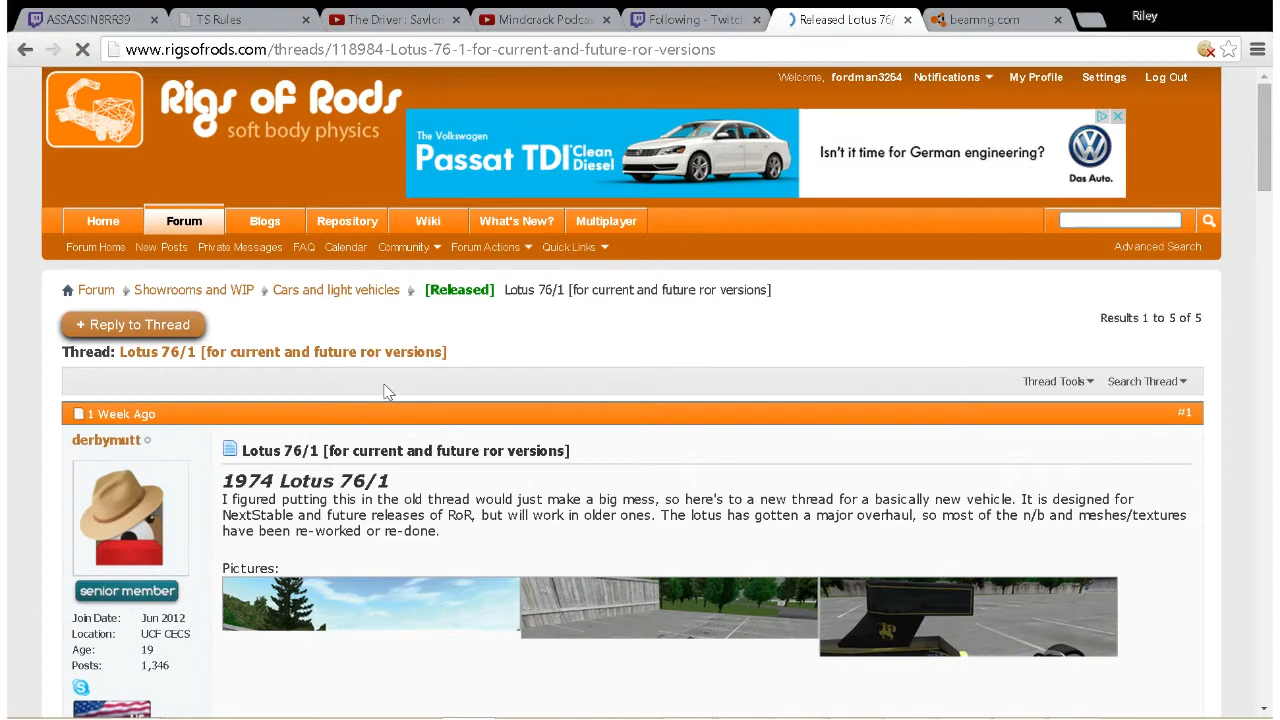 ASSASSIN8RR39 -
TS Rules
The Driver: Savlon
Mindcrack Podcas
Following - Twitch
Released Lotus 76/
beamng.com
Riley
www.rigsofrods.com/threads/118984-Lotus-76-1-for-current-and-future-ror-versions
Welcome, fordman3254 Notifications My Profile Settings Log Out
Rigs of Rods
soft body physics
The Volkswagen
Passat TDI Clean
Diesel
Isn't it time for German engineering?
Das Auto.
Home Forum Blogs Repository Wiki What's New? Multiplayer
Forum Home New Posts Private Messages FAQ Calendar Community Forum Actions Quick Links Advanced Search
Forum Showrooms and WIP Cars and light vehicles [Released] Lotus 76/1 [for current and future ror versions]
+ Reply to Thread
Results 1 to 5 of 5
Thread: Lotus 76/1 [for current and future ror versions]
Thread Tools Search Thread
1 Week Ago #1
derbymutt
Lotus 76/1 [for current and future ror versions]
1974 Lotus 76/1
I figured putting this in the old thread would just make a big mess, so here's to a new thread for a basically new vehicle. It is designed for
NextStable and future releases of RoR, but will work in older ones. The lotus has gotten a major overhaul, so most of the n/b and meshes/textures
have been re-worked or re-done.
Pictures:
senior member
Join Date: Jun 2012
Location: UCF CECS
Age: 19
Posts: 1,346